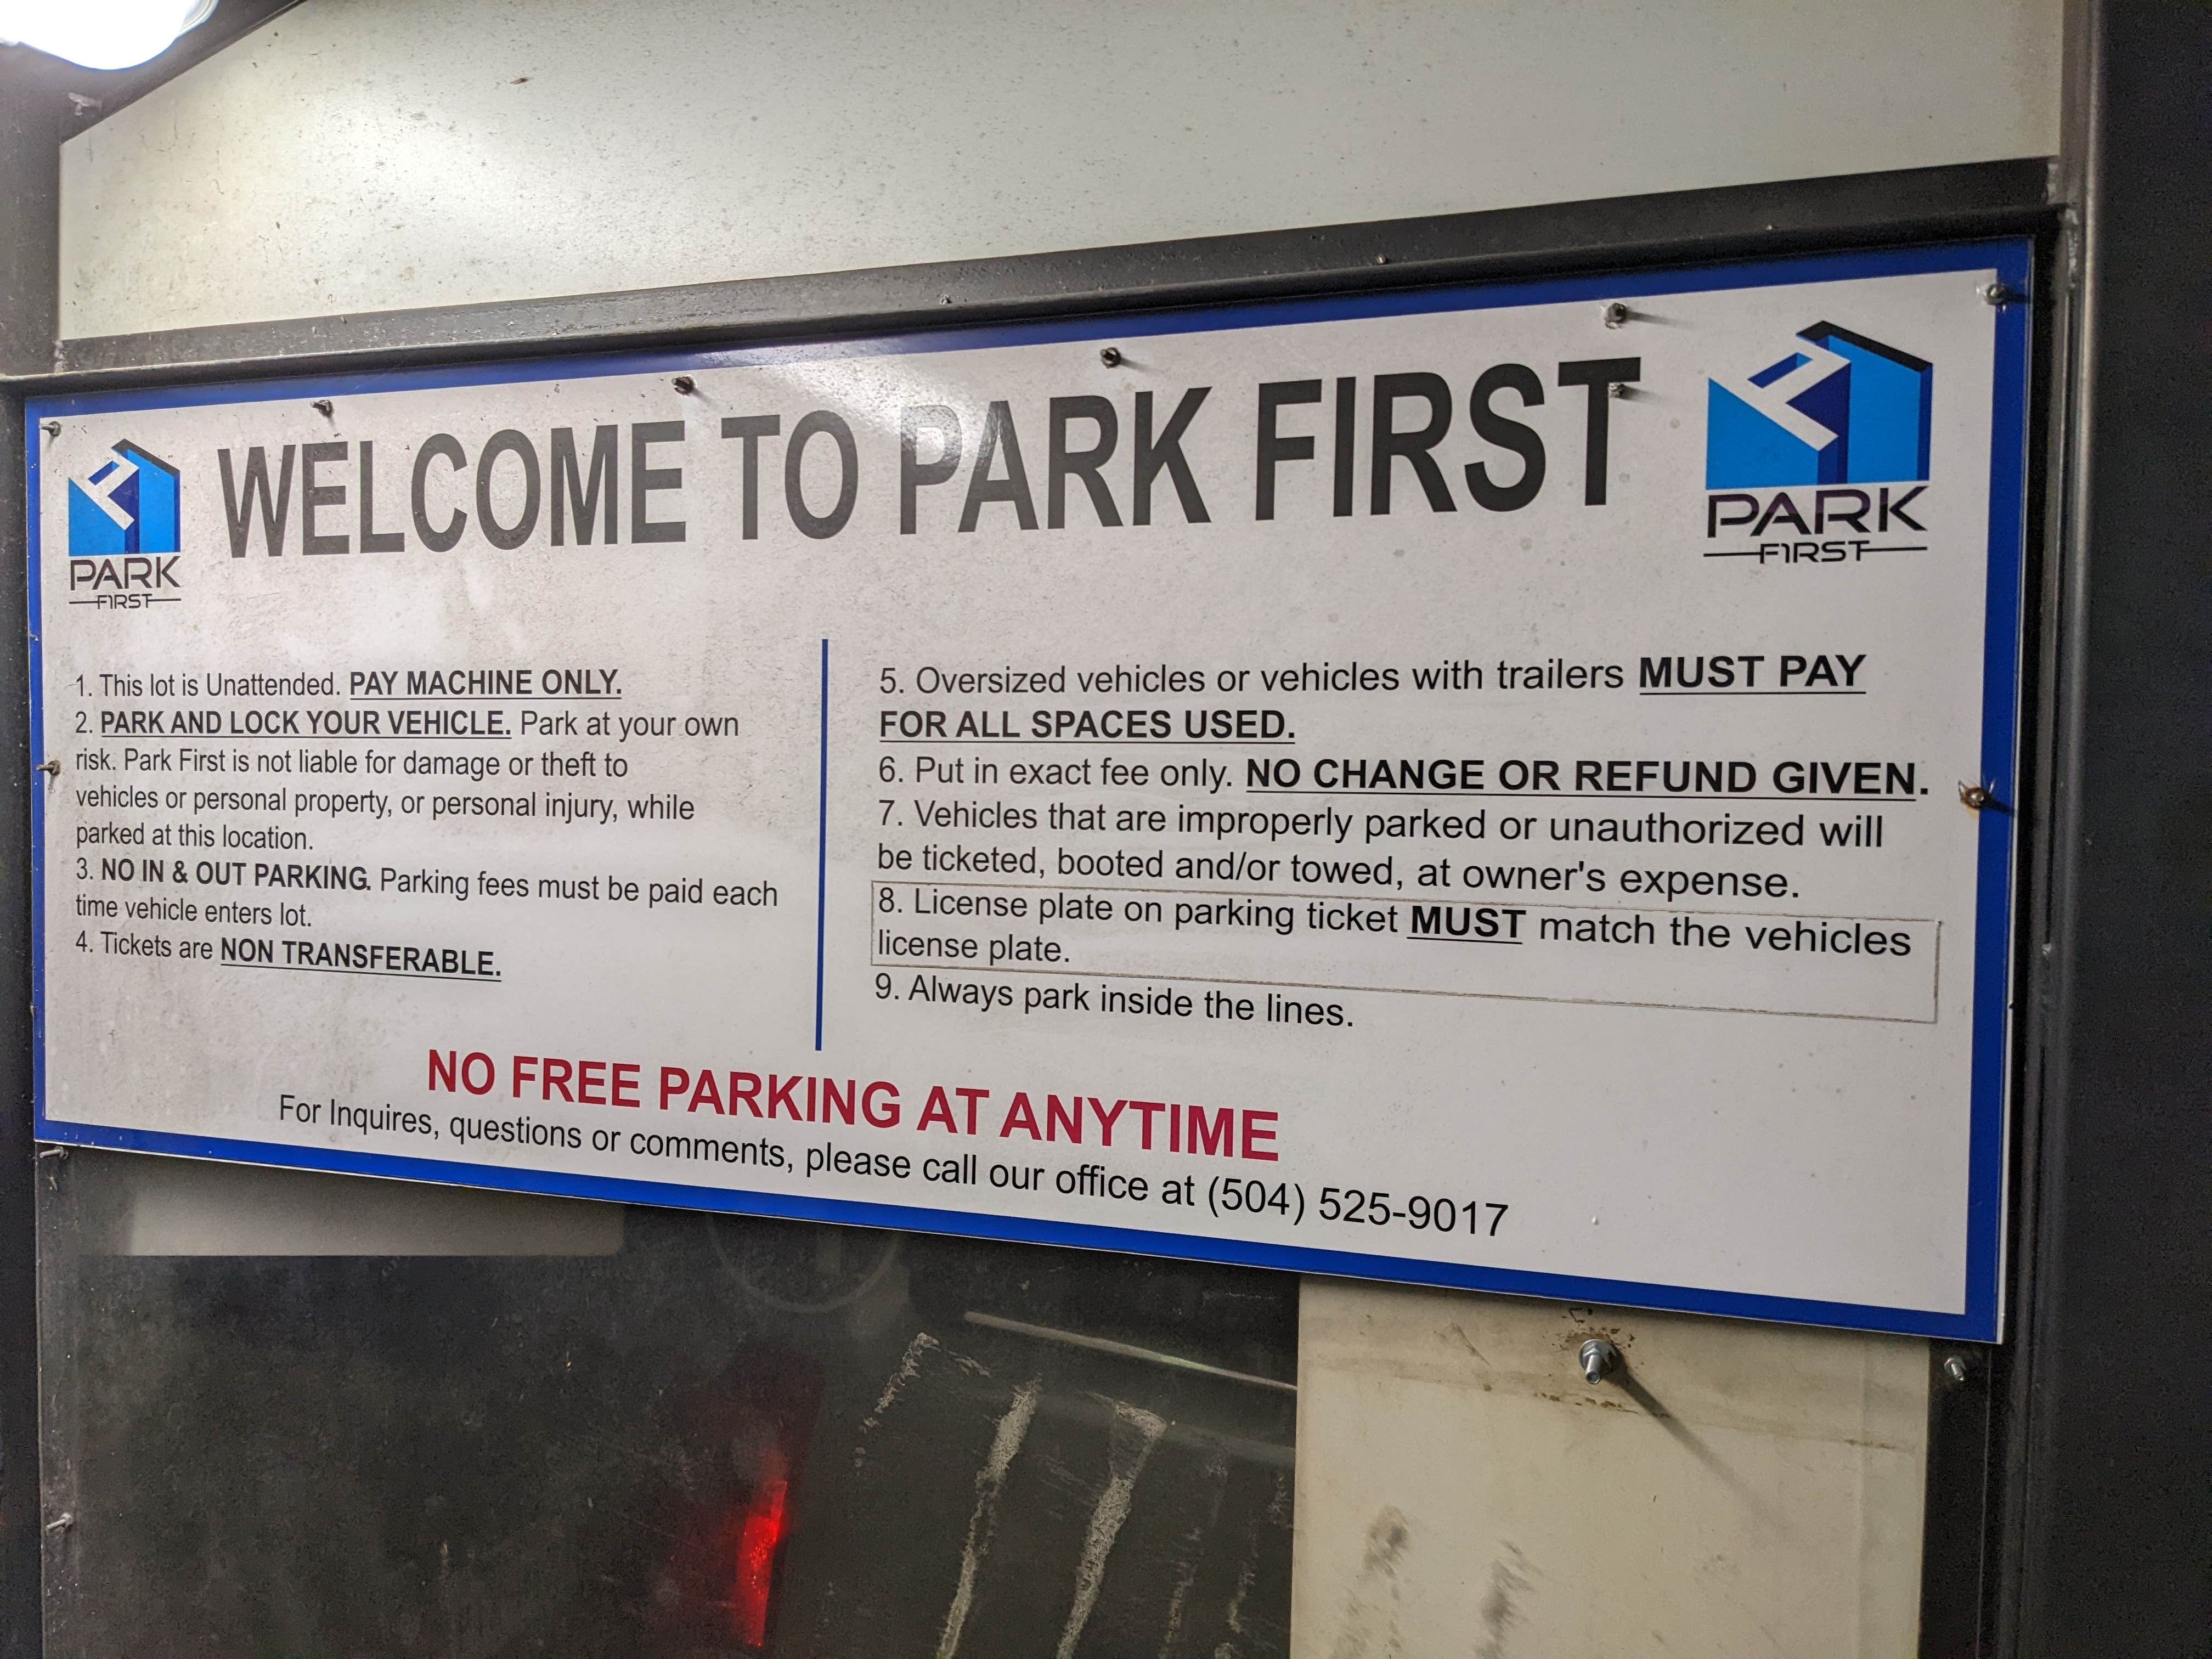 WELCOME TO PARK FIRST
PARK
FIRST
PARK
FIRST
1. This lot is Unattended. PAY MACHINE ONLY.
2. PARK AND LOCK YOUR VEHICLE. Park at your own
risk. Park First is not liable for damage or theft to
vehicles or personal property, or personal injury, while
parked at this location.
3. NO IN & OUT PARKING. Parking fees must be paid each
time vehicle enters lot.
4. Tickets are NON TRANSFERABLE.
5. Oversized vehicles or vehicles with trailers MUST PAY
FOR ALL SPACES USED.
6. Put in exact fee only. NO CHANGE OR REFUND GIVEN.
7. Vehicles that are improperly parked or unauthorized will
be ticketed, booted and/or towed, at owner's expense.
8. License plate on parking ticket MUST match the vehicles
license plate.
9. Always park inside the lines.
NO FREE PARKING AT ANYTIME
For Inquires, questions or comments, please call our office at (504) 525-9017